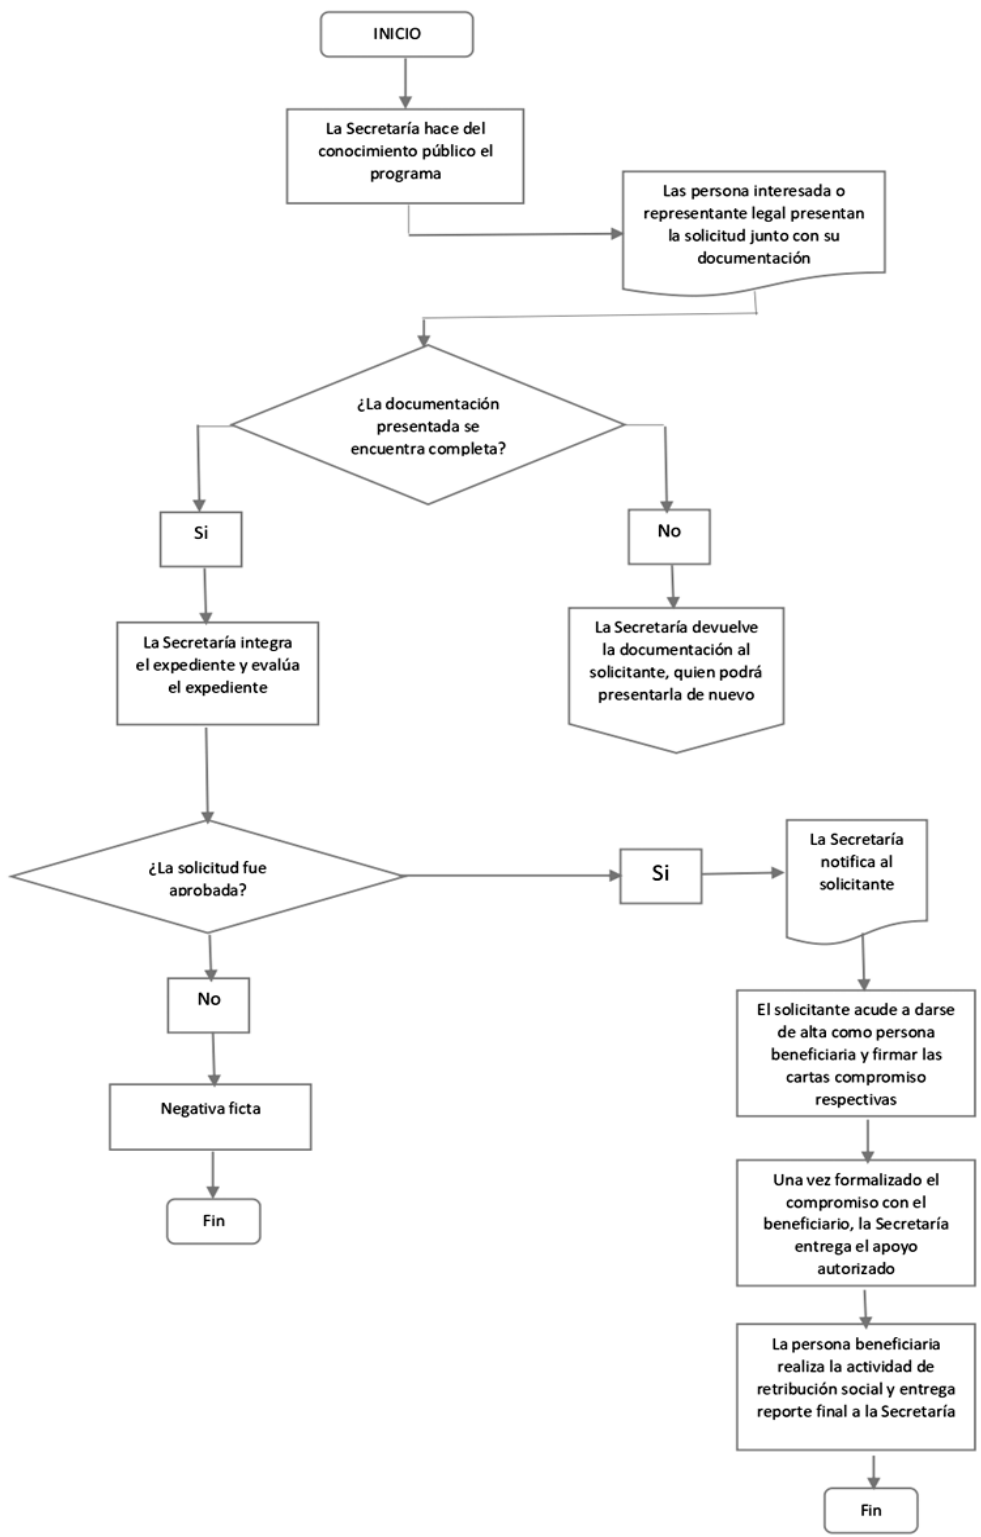 INICIO
La Secretaría hace del
conocimiento público el
programa
Las persona interesada o
representante legal presentan
la solicitud junto con su
documentación
¿La documentación
presentada se
encuentra completa?
Si
No
La Secretaría integra
el expediente y evalúa
el expediente
La Secretaría devuelve
la documentación al
solicitante, quien podrá
presentarla de nuevo
¿La solicitud fue
aprobada?
Si
La Secretaría
notifica al
solicitante
No
Negativa ficta
Fin
El solicitante acude a darse
de alta como persona
beneficiaria y firmar las
cartas compromiso
respectivas
Una vez formalizado el
compromiso con el
beneficiario, la Secretaría
entrega el apoyo
autorizado
La persona beneficiaria
realiza la actividad de
retribución social y entrega
reporte final a la Secretaría
Fin